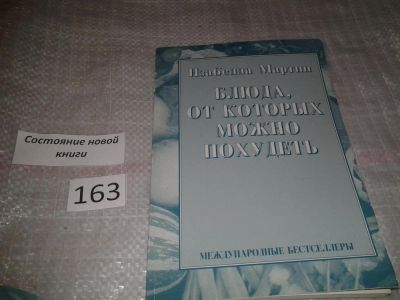 Изабелла Мартин
БЛЮДА,
ОТ КОТОРЫХ
МОЖНО
ПОХУДЕТЬ
МЕЖДУНАРОДНЫЕ БЕСТСЕЛЛЕРЫ
Состояние новой
книги
163